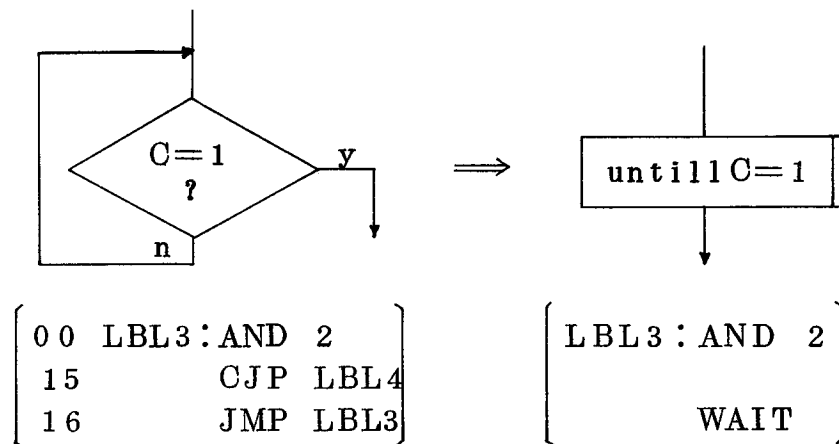 C=1
?
y
n
⟹
untill C=1
00 LBL3:AND 2
15 CJP LBL4
16 JMP LBL3
LBL3:AND 2
WAIT